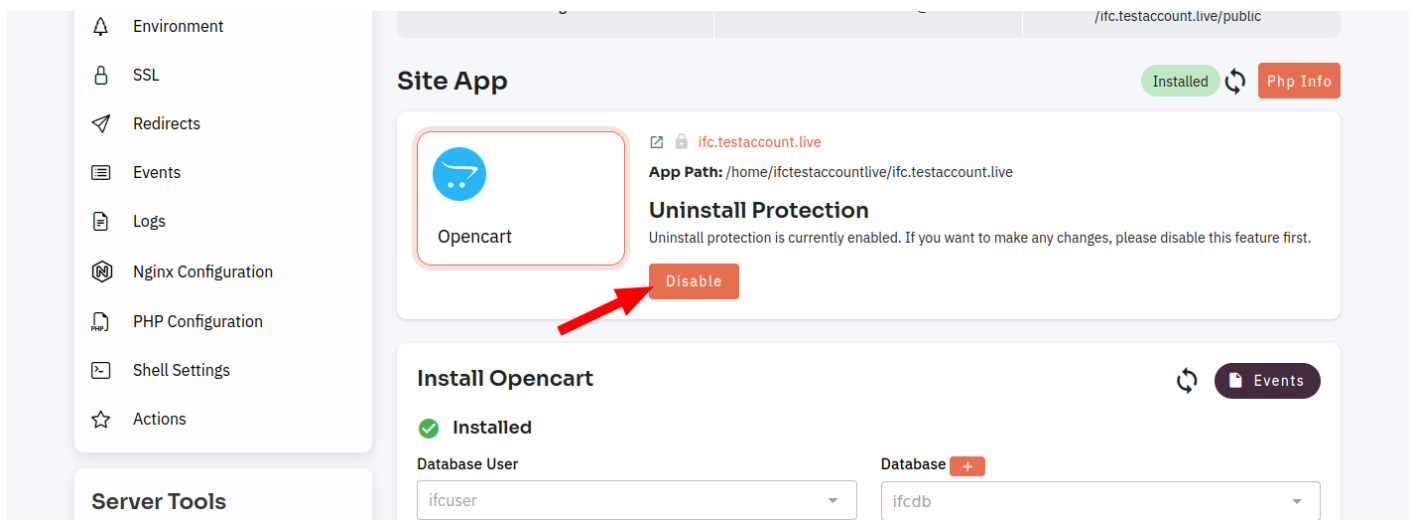 /ifc.testaccount.live/public
Environment
SSL
Redirects
Events
Logs
Nginx Configuration
PHP Configuration
Shell Settings
Actions
Server Tools
Site App
Installed
Php Info
Opencart
ifc.testaccount.live
App Path: /home/ifctestaccountlive/ifc.testaccount.live
Uninstall Protection
Uninstall protection is currently enabled. If you want to make any changes, please disable this feature first.
Disable
Install Opencart
Events
Installed
Database User
ifcuser
Database +
ifcdb